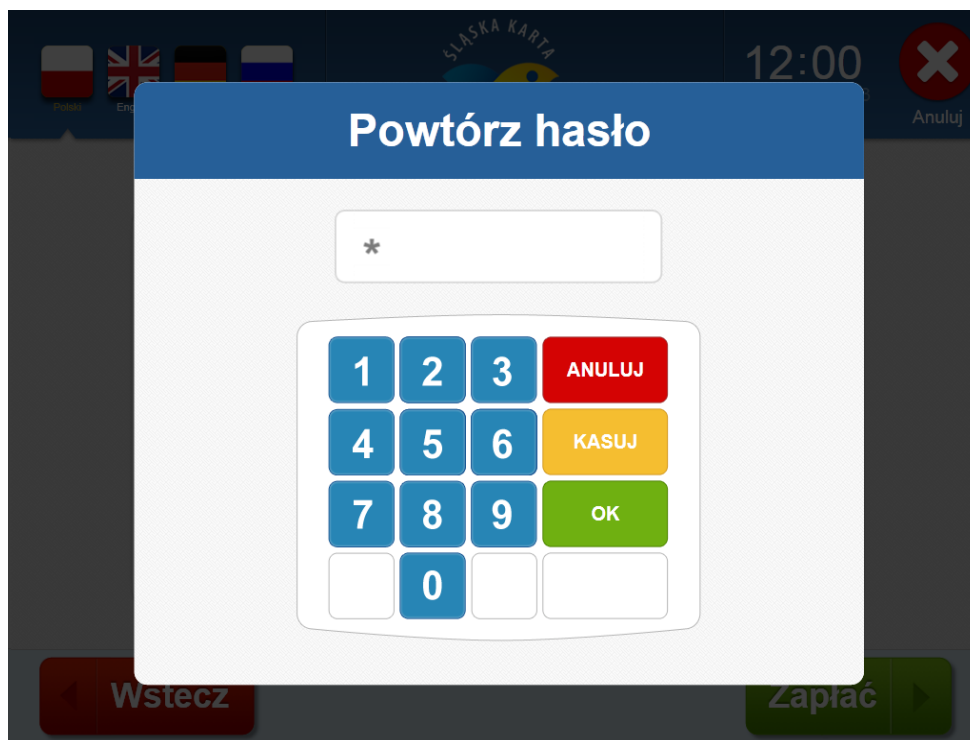 ŚLĄSKA KARTA
12:00
Polski
Anuluj
Powtórz hasło
*
1 2 3 ANULUJ
4 5 6 KASUJ
7 8 9 OK
0
Wstecz
Zapłać